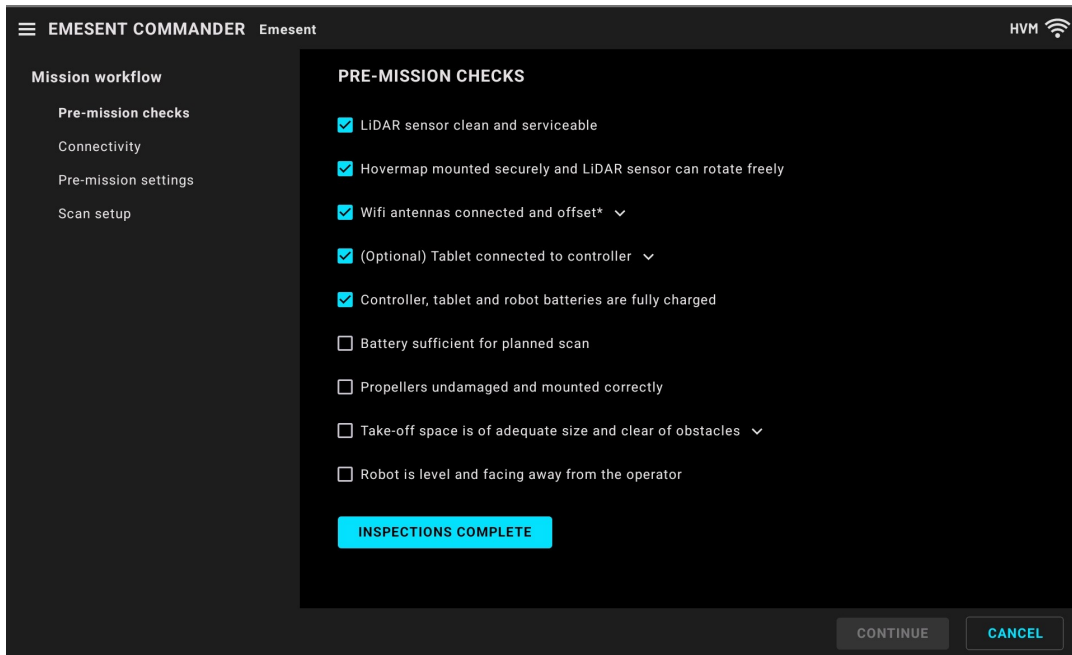 EMESENT COMMANDER Emesent
HVM
Mission workflow
Pre-mission checks
Connectivity
Pre-mission settings
Scan setup
PRE-MISSION CHECKS
LiDAR sensor clean and serviceable
Hovermap mounted securely and LiDAR sensor can rotate freely
Wifi antennas connected and offset*
(Optional) Tablet connected to controller
Controller, tablet and robot batteries are fully charged
Battery sufficient for planned scan
Propellers undamaged and mounted correctly
Take-off space is of adequate size and clear of obstacles
Robot is level and facing away from the operator
INSPECTIONS COMPLETE
CONTINUE
CANCEL